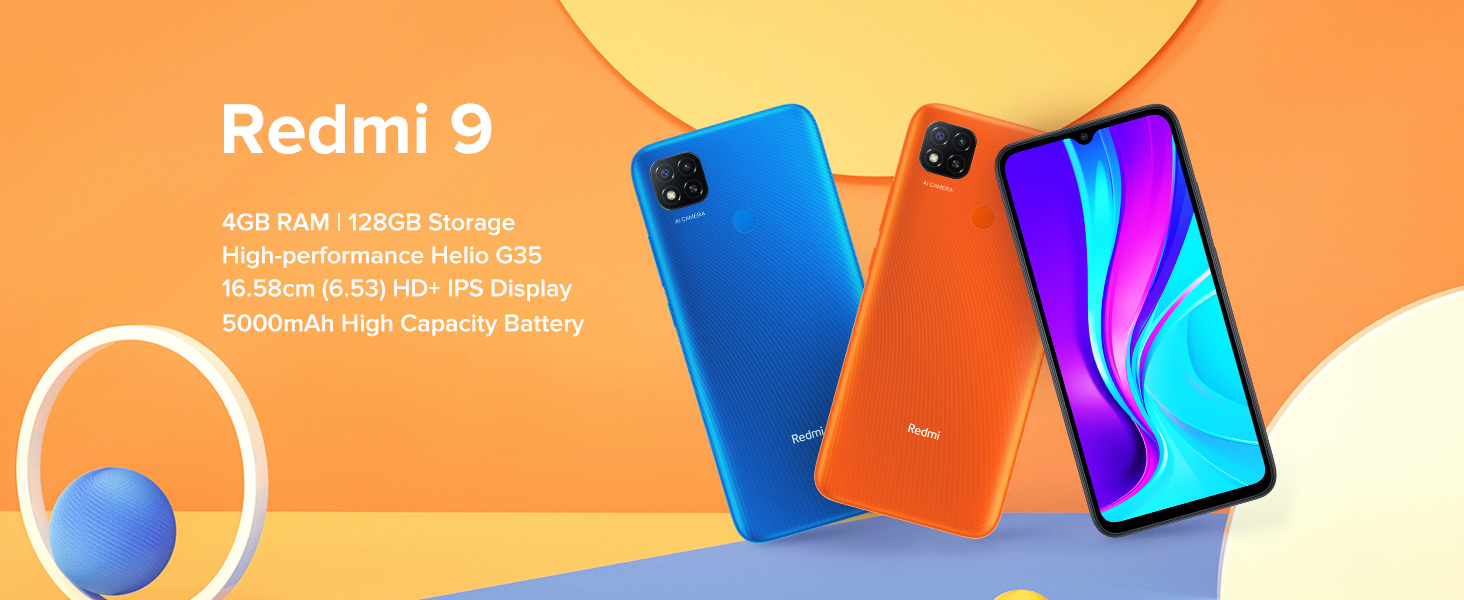 Redmi 9
4GB RAM | 128GB Storage
High-performance Helio G35
16.58cm (6.53) HD+ IPS Display
5000mAh High Capacity Battery
AI CAMERA
Redmi
AI CAMERA
Redmi